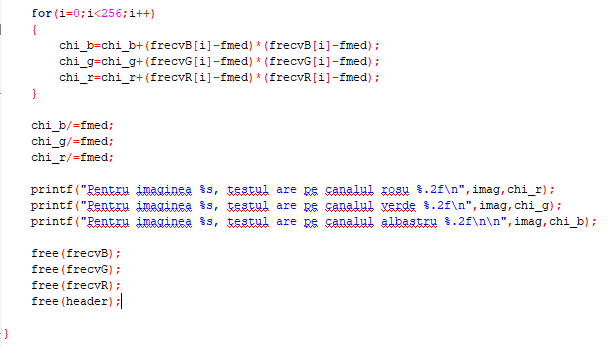 for(i=0;i<256;i++)
{
chi_b=chi_b+(frecvB[i]-fmed)*(frecvB[i]-fmed);
chi_g=chi_g+(frecvG[i]-fmed)*(frecvG[i]-fmed);
chi_r=chi_r+(frecvR[i]-fmed)*(frecvR[i]-fmed);
}
chi_b/=fmed;
chi_g/=fmed;
chi_r/=fmed;
printf("Pentru imaginea %s, testul are pe canalul rosu %.2f\n",imag,chi_r);
printf("Pentru imaginea %s, testul are pe canalul verde %.2f\n",imag,chi_g);
printf("Pentru imaginea %s, testul are pe canalul albastru %.2f\n\n",imag,chi_b);
free(frecvB);
free(frecvG);
free(frecvR);
free(header);
}